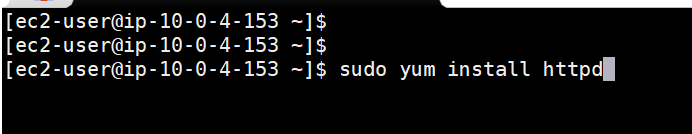 [ec2-user@ip-10-0-4-153 ~]$
[ec2-user@ip-10-0-4-153 ~]$
[ec2-user@ip-10-0-4-153 ~]$ sudo yum install httpd